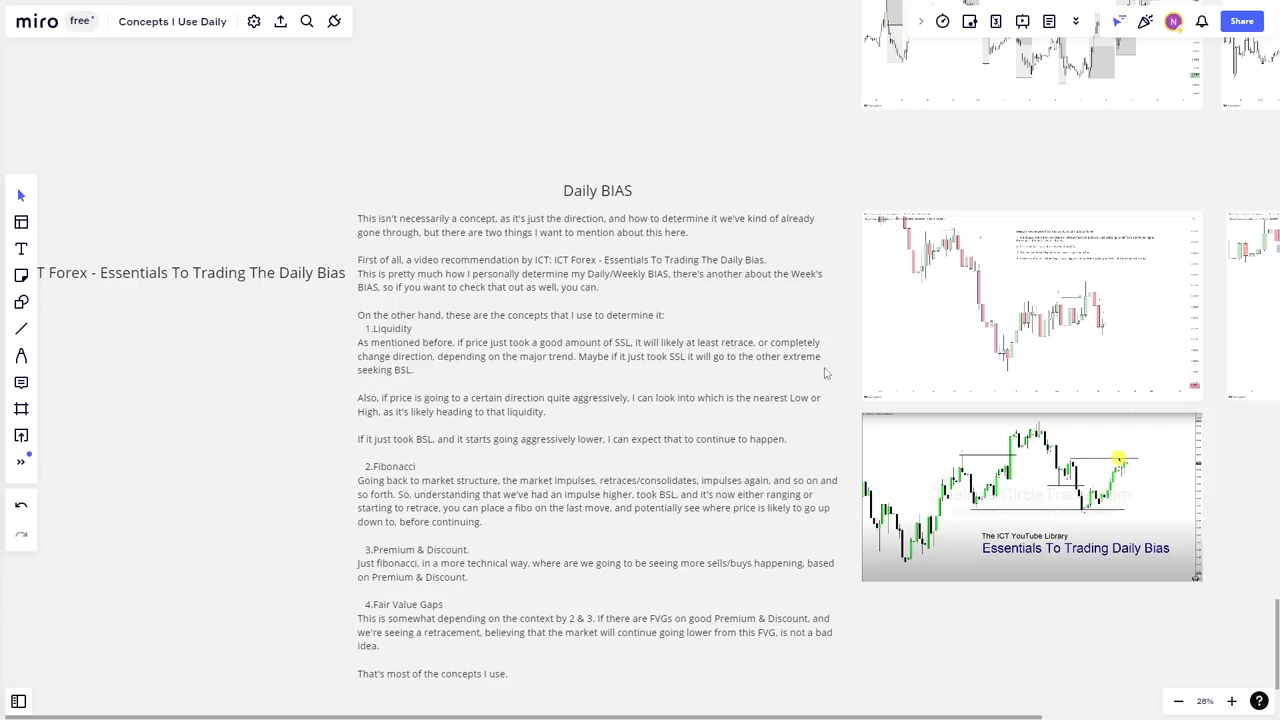 miro free Concepts I Use Daily
3
N
Share
Daily BIAS
This isn't necessarily a concept, as it's just the direction, and how to determine it we've kind of already
gone through, but there are two things I want to mention about this here.
First of all, a video recommendation by ICT: ICT Forex - Essentials To Trading The Daily Bias.
T Forex - Essentials To Trading The Daily Bias
This is pretty much how I personally determine my Daily/Weekly BIAS, there's another about the Week's
BIAS, so if you want to check that out as well, you can.
On the other hand, these are the concepts that I use to determine it:
1.Liquidity
As mentioned before, if price just took a good amount of SSL, it will likely at least retrace, or completely
change direction, depending on the major trend. Maybe if it just took SSL it will go to the other extreme
seeking BSL.
Also, if price is going to a certain direction quite aggressively, I can look into which is the nearest Low or
High, as it's likely heading to that liquidity.
If it just took BSL, and it starts going aggressively lower, I can expect that to continue to happen.
2.Fibonacci
Going back to market structure, the market impulses, retraces/consolidates, impulses again, and so on and
so forth. So, understanding that we've had an impulse higher, took BSL, and it's now either ranging or
starting to retrace, you can place a fibo on the last move, and potentially see where price is likely to go up
down to, before continuing.
3.Premium & Discount.
Just fibonacci, in a more technical way, where are we going to be seeing more sells/buys happening, based
on Premium & Discount.
4.Fair Value Gaps
This is somewhat depending on the context by 2 & 3. If there are FVGs on good Premium & Discount, and
we're seeing a retracement, believing that the market will continue going lower from this FVG, is not a bad
idea.
That's most of the concepts I use.
The ICT YouTube Library
Essentials To Trading Daily Bias
28%